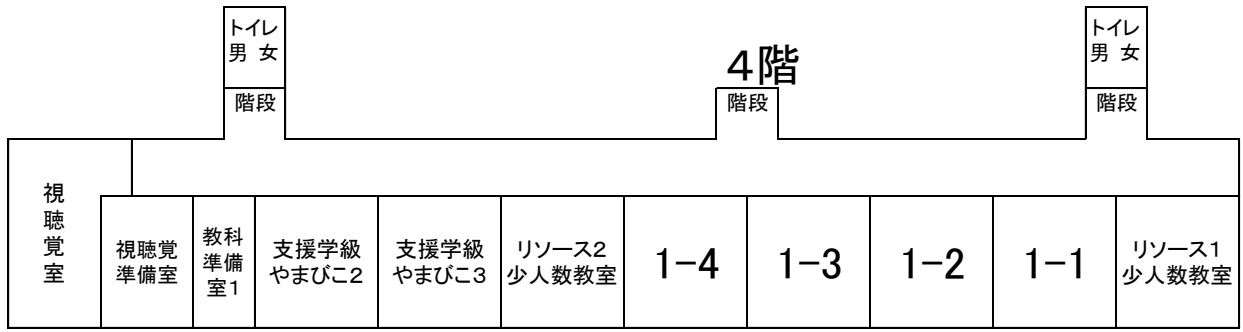 トイレ
男 女
階段
4階
階段
トイレ
男 女
階段
視聴覚室
視聴覚
準備室
教科
準備
室1
支援学級
やまびこ2
支援学級
やまびこ3
リソース2
少人数教室
1-4
1-3
1-2
1-1
リソース1
少人数教室